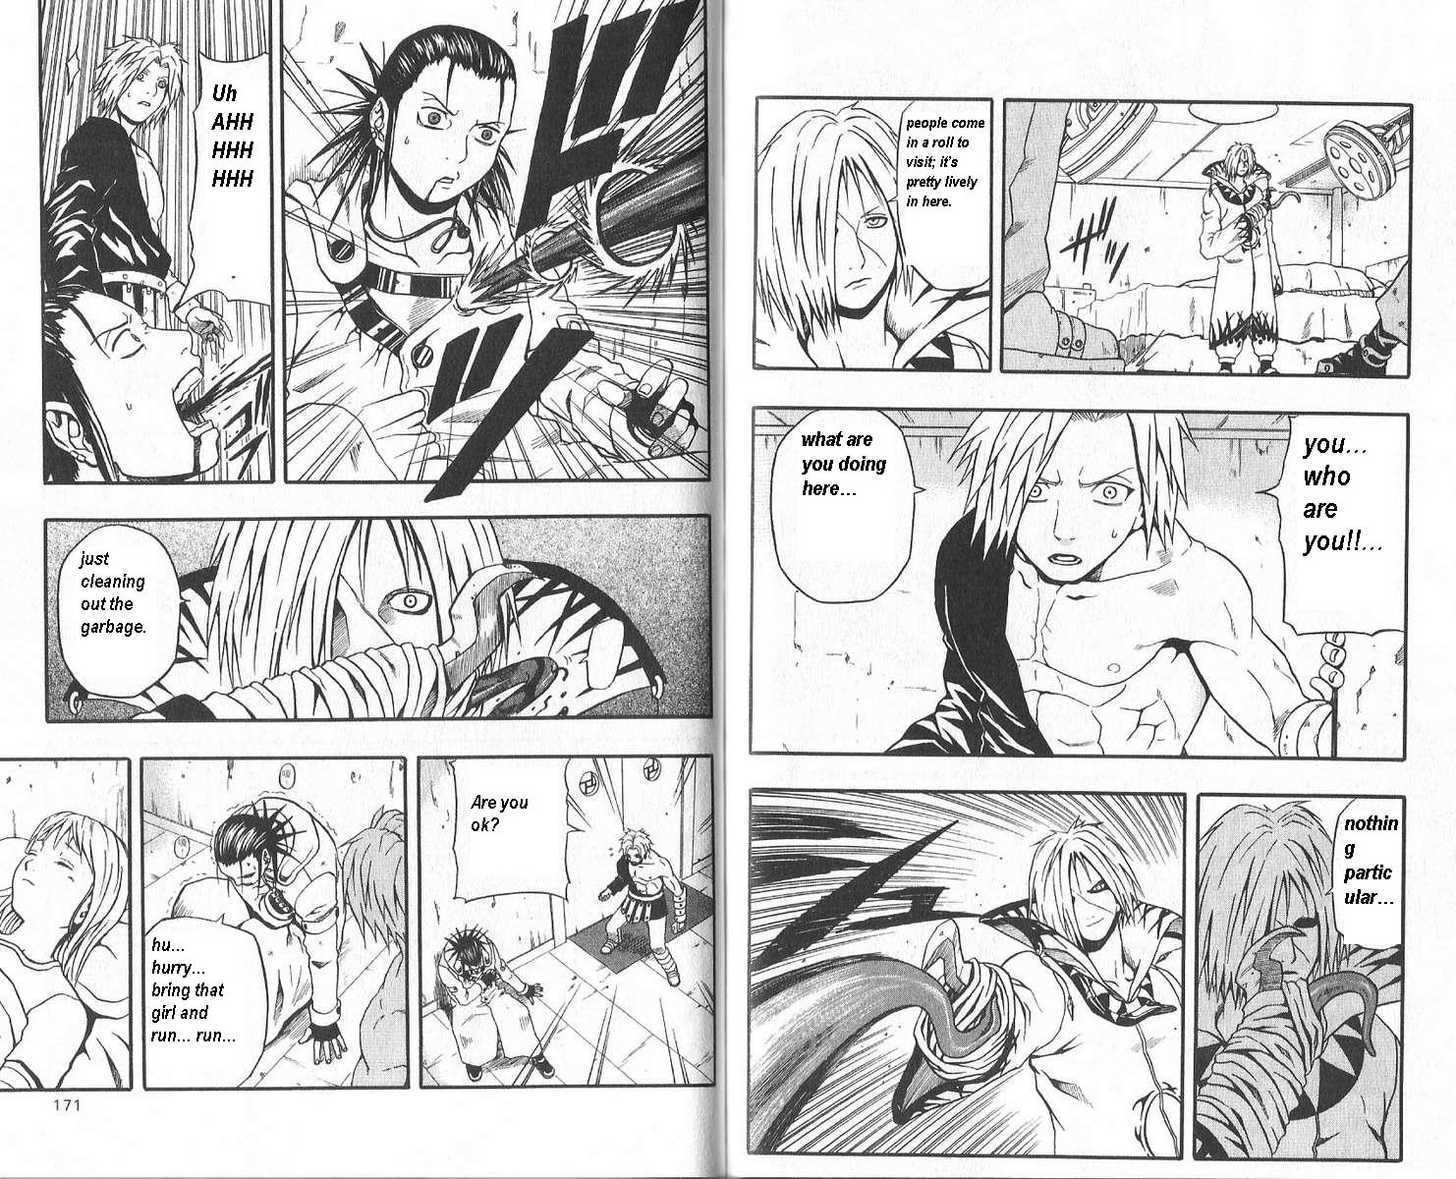 people come
in a roll to
visit; it's
pretty lively
in here.
you...
who
are
you!!...
what are
you doing
here...
nothin
g
partic
ular...
Uh
AHH
HHH
HHH
just
cleaning
out the
garbage.
Are you
ok?
hu...
hurry...
bring that
girl and
run... run...
171